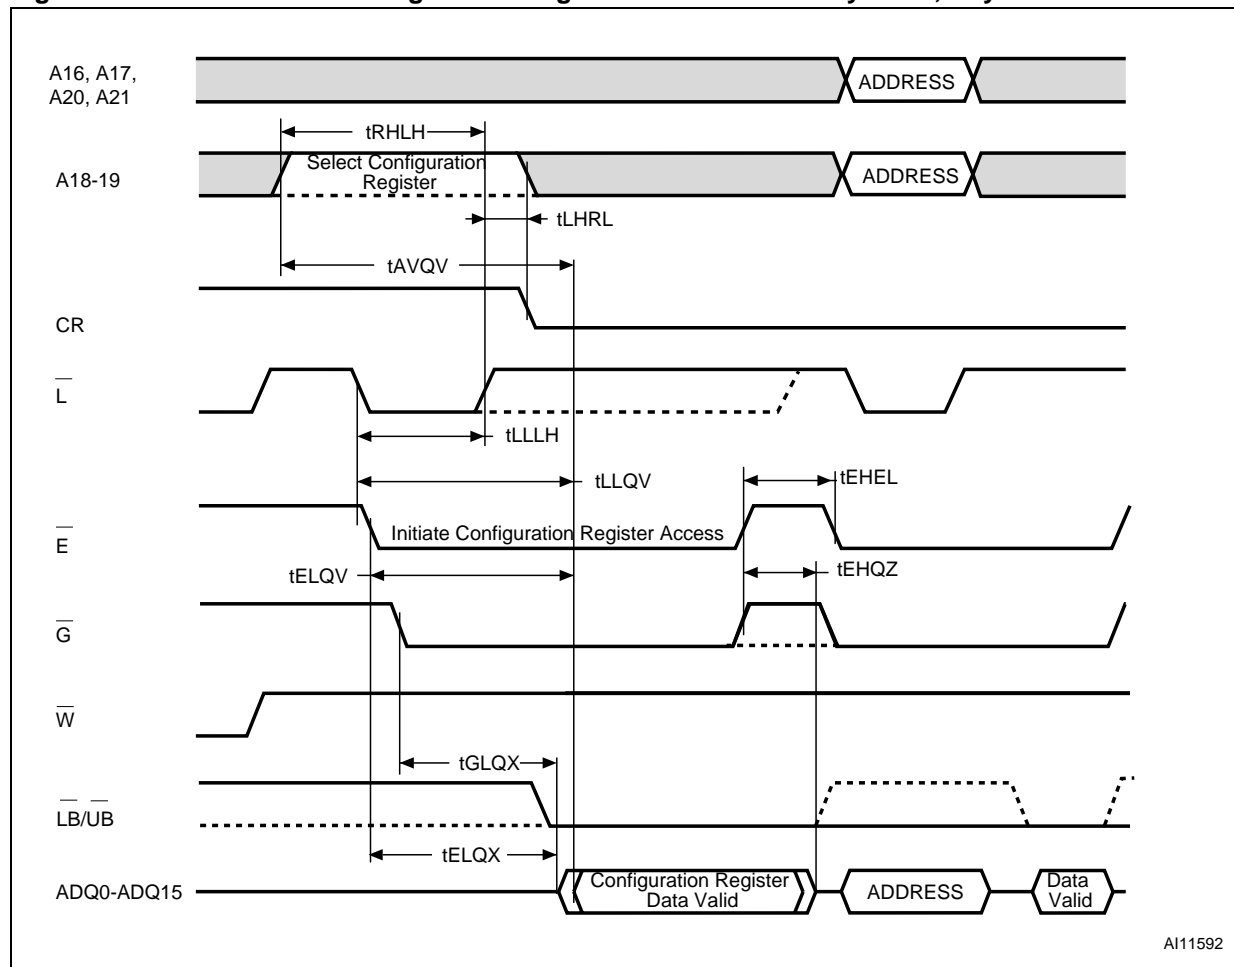 A16, A17,
A20, A21
ADDRESS
tRHLH
A18-19
Select Configuration
Register
ADDRESS
tLHRL
tAVQV
CR
L
tLLLH
tLLQV
tEHEL
E
Initiate Configuration Register Access
tELQV
tEHQZ
G
W
tGLQX
LB/UB
tELQX
ADQ0-ADQ15
Configuration Register
Data Valid
ADDRESS
Data
Valid
AI11592